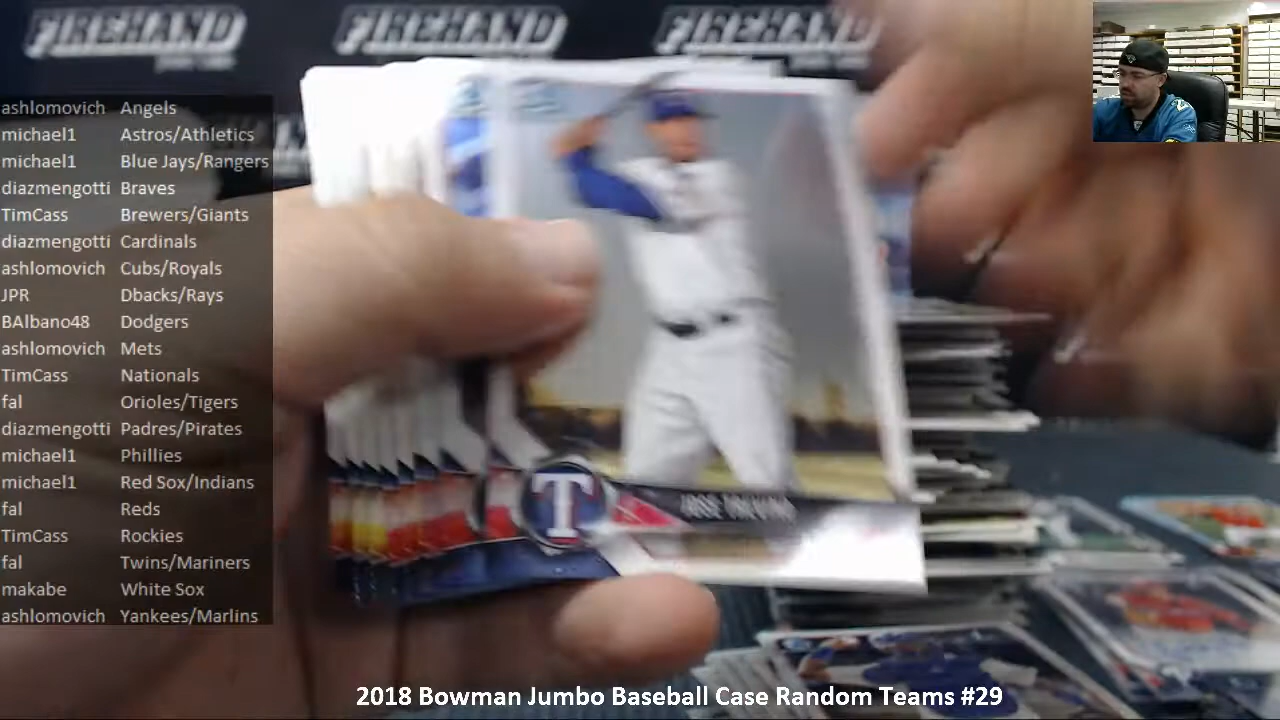 FIREHAND FIREHAND FIREHAND
ashlomovich Angels
michael1 Astros/Athletics
michael1 Blue Jays/Rangers
diazmengotti Braves
TimCass Brewers/Giants
diazmengotti Cardinals
ashlomovich Cubs/Royals
JPR Dbacks/Rays
BAlbano48 Dodgers
ashlomovich Mets
TimCass Nationals
fal Orioles/Tigers
diazmengotti Padres/Pirates
michael1 Phillies
michael1 Red Sox/Indians
fal Reds
TimCass Rockies
fal Twins/Mariners
makabe White Sox
ashlomovich Yankees/Marlins
T
2018 Bowman Jumbo Baseball Case Random Teams #29